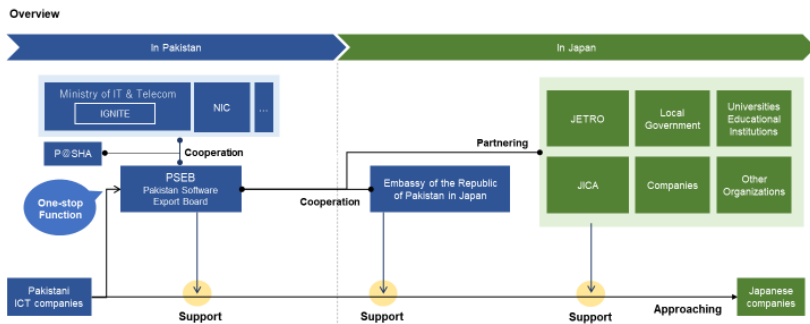 Overview
In Pakistan
In Japan
Ministry of IT & Telecom
IGNITE
NIC
...
P@SHA
Cooperation
PSEB
Pakistan Software
Export Board
One-stop
Function
Cooperation
Embassy of the Republic
of Pakistan in Japan
Partnering
JETRO
Local
Government
Universities
Educational
Institutions
JICA
Companies
Other
Organizations
Pakistani
ICT companies
Support
Support
Support
Approaching
Japanese
companies